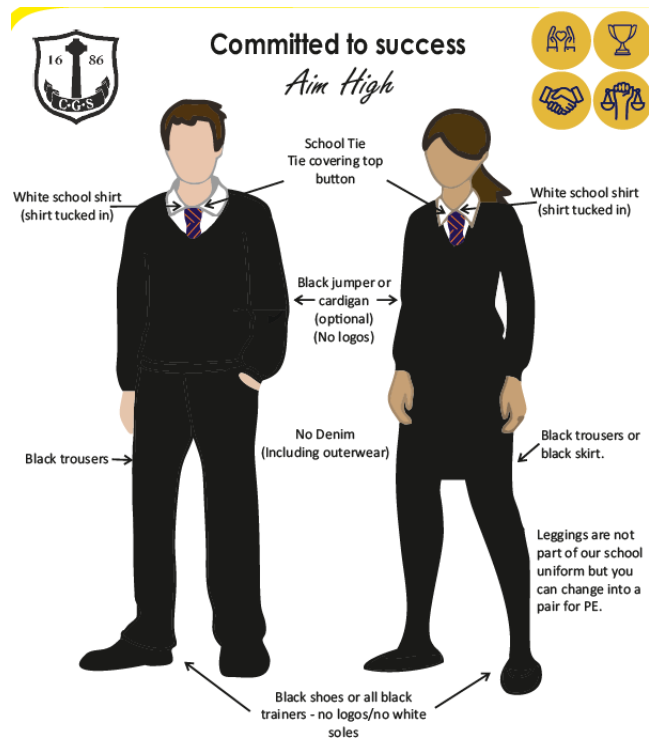 Committed to success
Aim High
16 86
C·G·S
School Tie
Tie covering top
button
White school shirt
(shirt tucked in)
White school shirt
(shirt tucked in)
Black jumper or
cardigan
(optional)
(No logos)
No Denim
(Including outerwear)
Black trousers
Black trousers or
black skirt.
Leggings are not
part of our school
uniform but you
can change into a
pair for PE.
Black shoes or all black
trainers - no logos/no white
soles